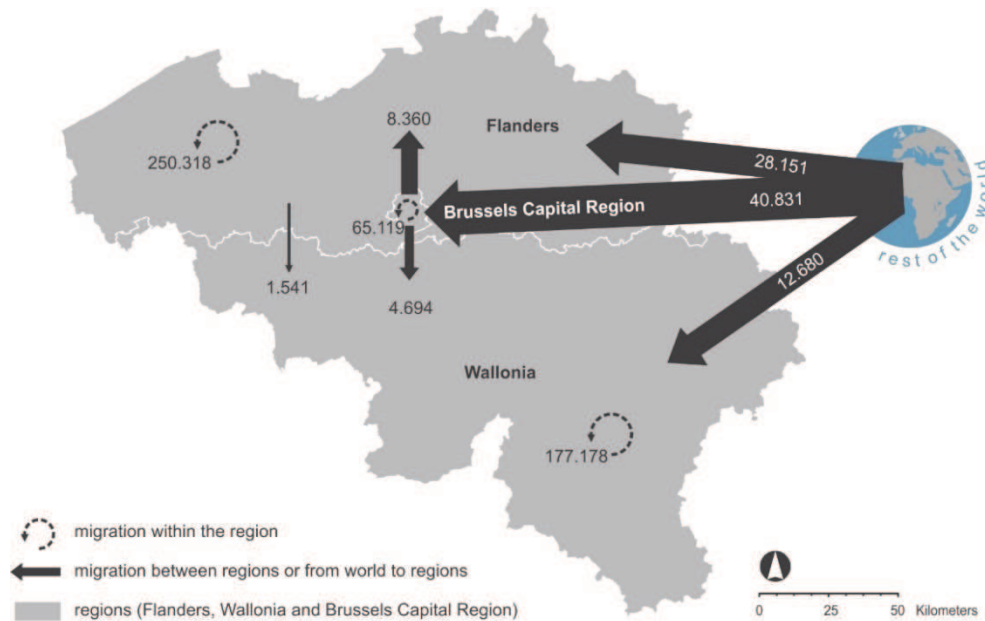 8.360
Flanders
250.318
28.151
65.119
Brussels Capital Region
40.831
rest of the world
1.541
4.694
12.680
Wallonia
177.178
migration within the region
migration between regions or from world to regions
regions (Flanders, Wallonia and Brussels Capital Region)
0 25 50 Kilometers